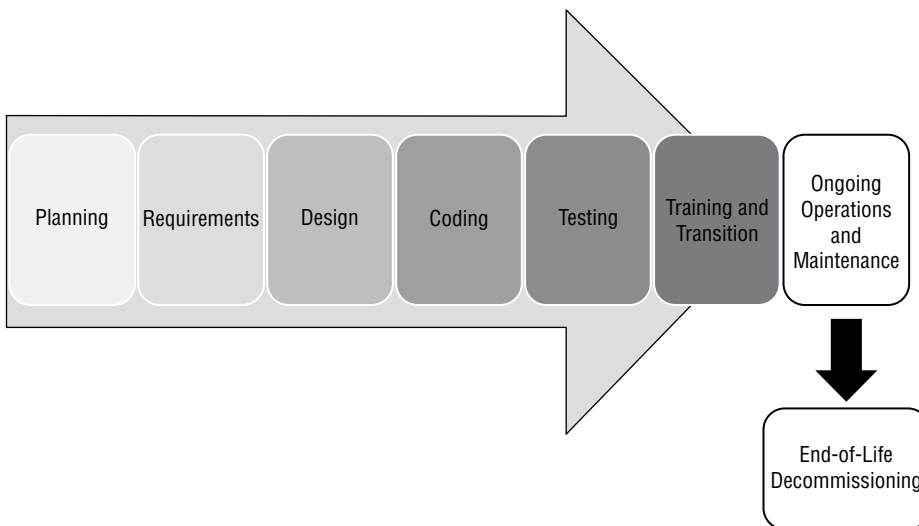 Planning
Requirements
Design
Coding
Testing
Training and
Transition
Ongoing
Operations
and
Maintenance
End-of-Life
Decommissioning